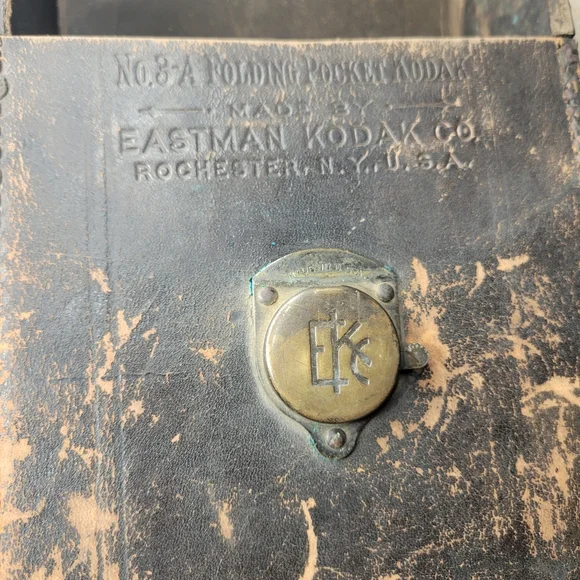 No. 3-A FOLDING POCKET KODAK
MADE BY
EASTMAN KODAK CO.
ROCHESTER, N.Y., U.S.A.
EKC